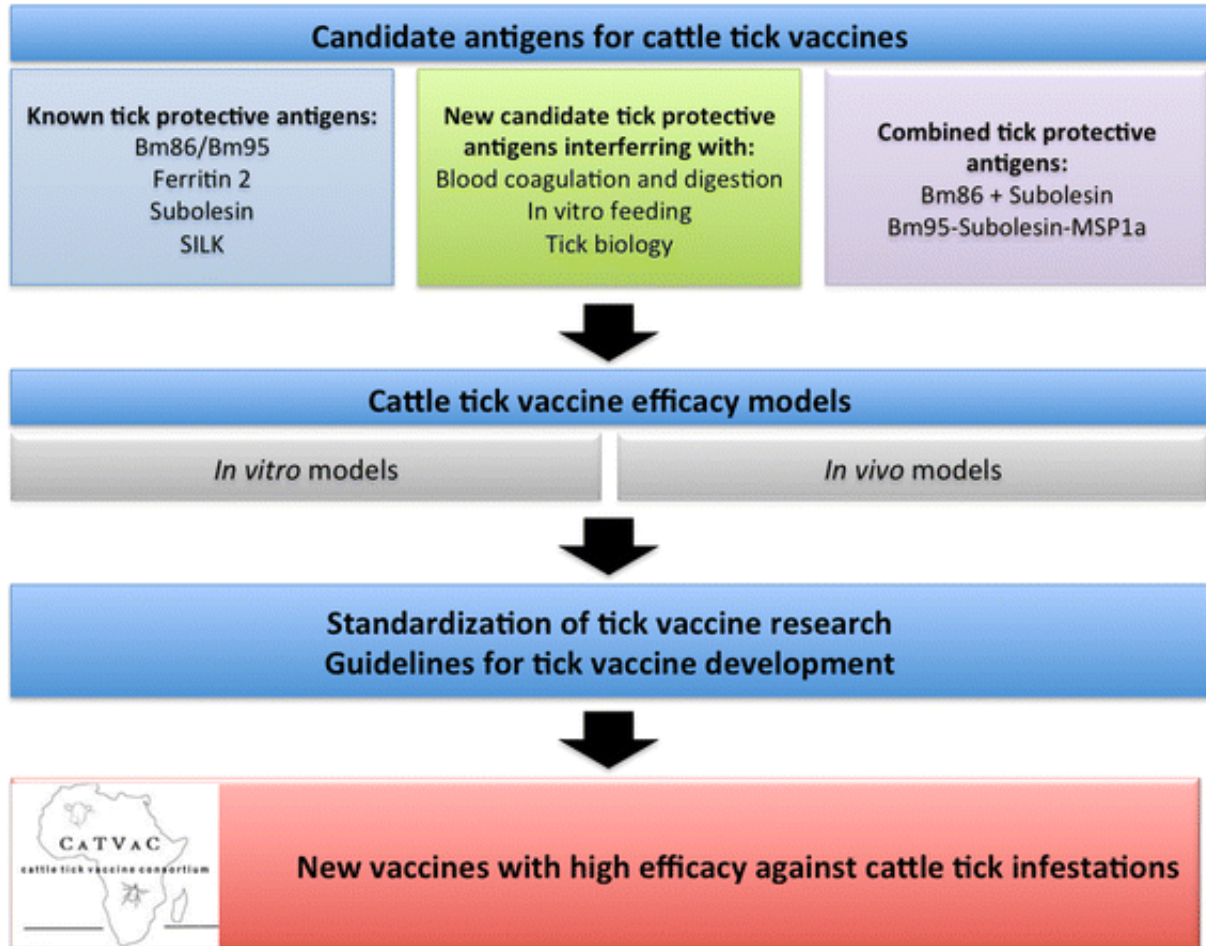 Candidate antigens for cattle tick vaccines
Known tick protective antigens:
Bm86/Bm95
Ferritin 2
Subolesin
SILK
New candidate tick protective
antigens interfering with:
Blood coagulation and digestion
In vitro feeding
Tick biology
Combined tick protective
antigens:
Bm86 + Subolesin
Bm95-Subolesin-MSP1a
Cattle tick vaccine efficacy models
In vitro models
In vivo models
Standardization of tick vaccine research
Guidelines for tick vaccine development
CATVAC
cattle tick vaccine consortium
New vaccines with high efficacy against cattle tick infestations